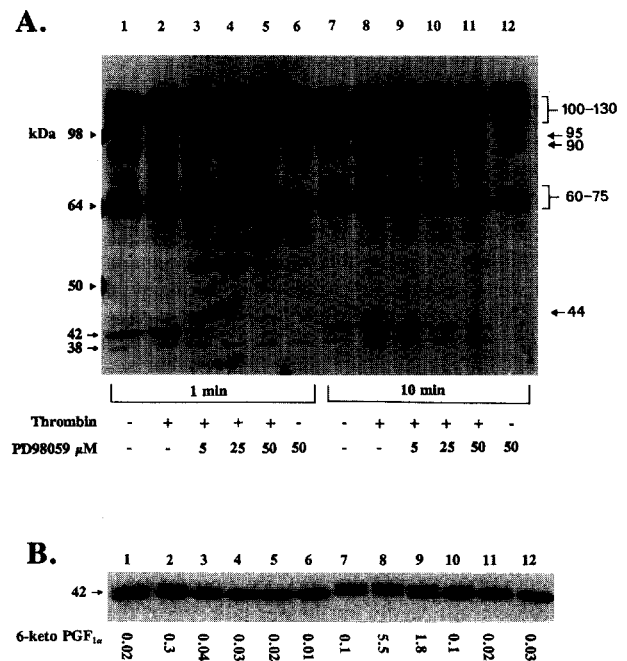 A.
1 2 3 4 5 6 7 8 9 10 11 12
kDa 98
64
50
42
38
100-130
95
90
60-75
44
1 min 10 min
Thrombin - + + + + - - + + + + -
PD98059 μM - - 5 25 50 50 - - 5 25 50 50
B.
1 2 3 4 5 6 7 8 9 10 11 12
42
6-keto PGF1α 0.02 0.3 0.04 0.03 0.02 0.01 0.1 5.5 1.8 0.1 0.02 0.03